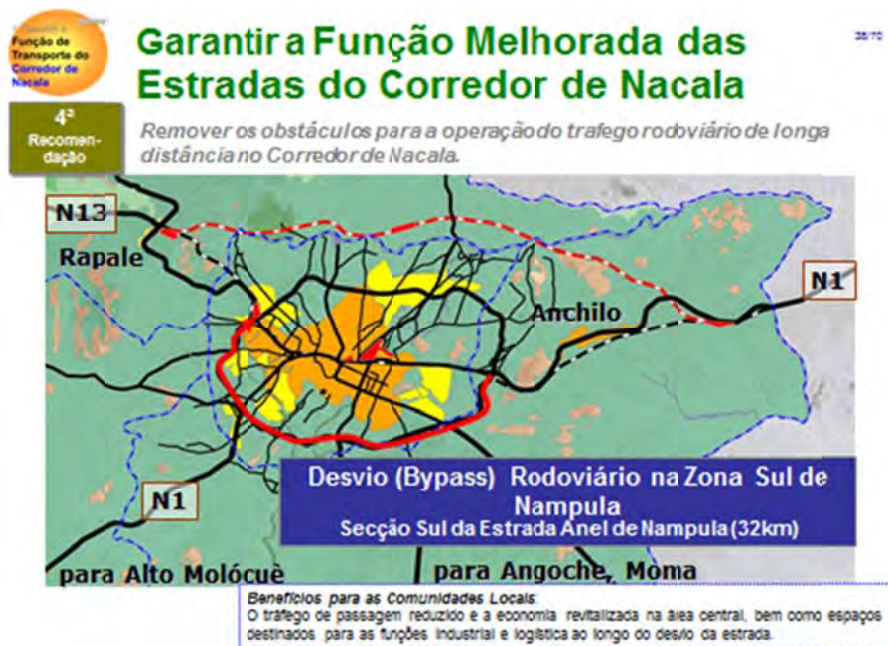 Função de
Transporte do
Corredor de
Nacala
Garantir a Função Melhorada das
Estradas do Corredor de Nacala
38/70
4ª
Recomen-
dação
Remover os obstáculos para a operação do trafego rodoviário de longa
distância no Corredor de Nacala.
N13
Rapale
N1
Anchilo
Desvio (Bypass) Rodoviário na Zona Sul de
Nampula
Secção Sul da Estrada Anel de Nampula (32km)
N1
para Alto Molócuè
para Angoche, Moma
Benefícios para as Comunidades Locais:
O tráfego de passagem reduzido e a economia revitalizada na área central, bem como espaços
destinados para as funções industrial e logística ao longo do desvio da estrada.